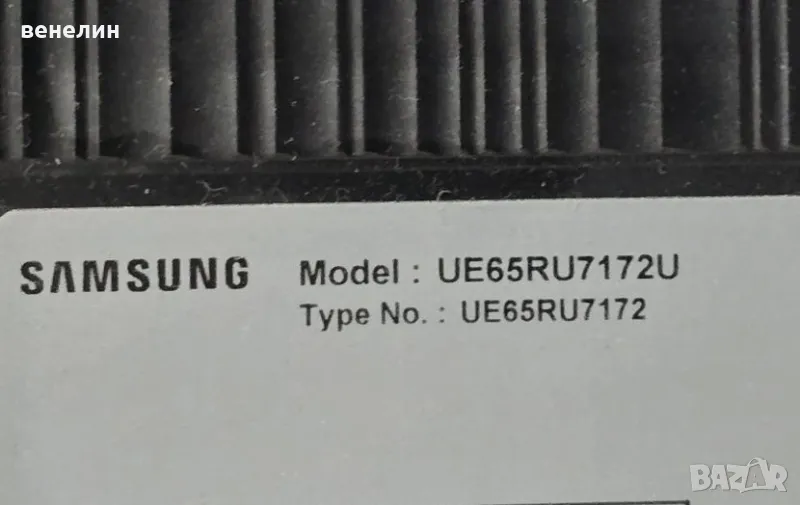 венелин
SAMSUNG
Model : UE65RU7172U
Type No. : UE65RU7172
BAZAR